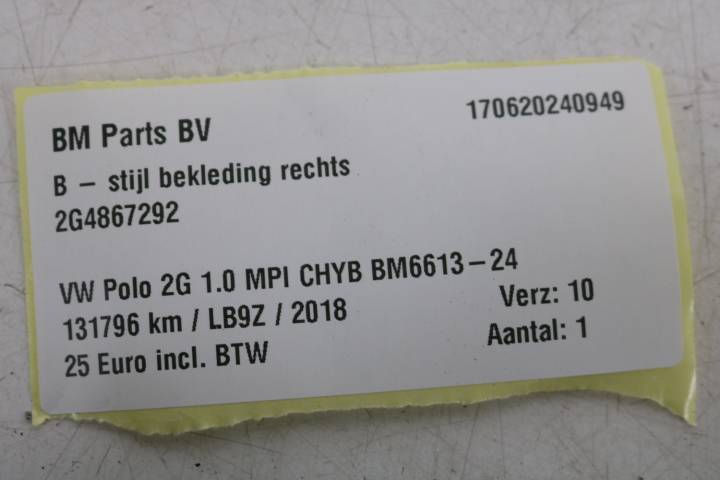 BM Parts BV
170620240949
B – stijl bekleding rechts
2G4867292
VW Polo 2G 1.0 MPI CHYB BM6613–24
131796 km / LB9Z / 2018
Verz: 10
25 Euro incl. BTW
Aantal: 1